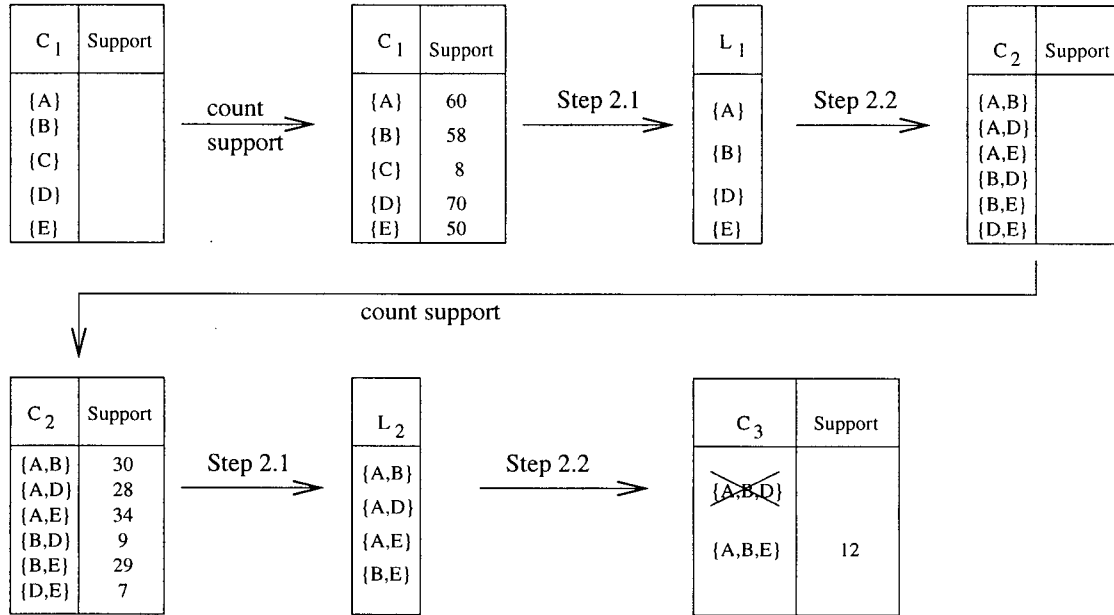 C1 Support
{A}
{B}
{C}
{D}
{E}
count
support
C1 Support
{A} 60
{B} 58
{C} 8
{D} 70
{E} 50
Step 2.1
L1
{A}
{B}
{D}
{E}
Step 2.2
C2 Support
{A,B}
{A,D}
{A,E}
{B,D}
{B,E}
{D,E}
count support
C2 Support
{A,B} 30
{A,D} 28
{A,E} 34
{B,D} 9
{B,E} 29
{D,E} 7
Step 2.1
L2
{A,B}
{A,D}
{A,E}
{B,E}
Step 2.2
C3 Support
{A,B,D}
{A,B,E} 12